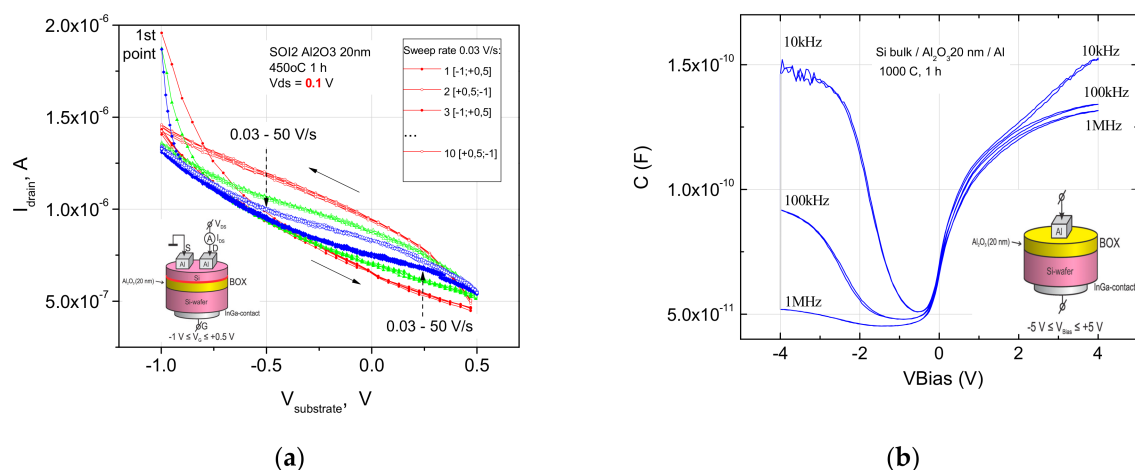 2.0x10⁻⁶
1.5x10⁻⁶
1.0x10⁻⁶
5.0x10⁻⁷
I_drain, A
1st
point
SOI2 Al2O3 20nm
450oC 1 h
Vds = 0.1 V
Sweep rate 0.03 V/s:
1 [-1;+0,5]
2 [+0,5;-1]
3 [-1;+0,5]
...
10 [+0,5;-1]
0.03 - 50 V/s
0.03 - 50 V/s
V_DS
A
I_DS
S
D
Al
Al
Si
Al₂O₃(20 nm)
BOX
Si-wafer
InGa-contact
G
-1 V ≤ V_G ≤ +0.5 V
-1.0
-0.5
0.0
0.5
V_substrate, V
(a)
1.5x10⁻¹⁰
1.0x10⁻¹⁰
5.0x10⁻¹¹
C (F)
10kHz
Si bulk / Al₂O₃20 nm / Al
1000 C, 1 h
10kHz
100kHz
1MHz
100kHz
1MHz
Al
Al₂O₃(20 nm)
BOX
Si-wafer
InGa-contact
-5 V ≤ V_Bias ≤ +5 V
-4
-2
0
2
4
VBias (V)
(b)